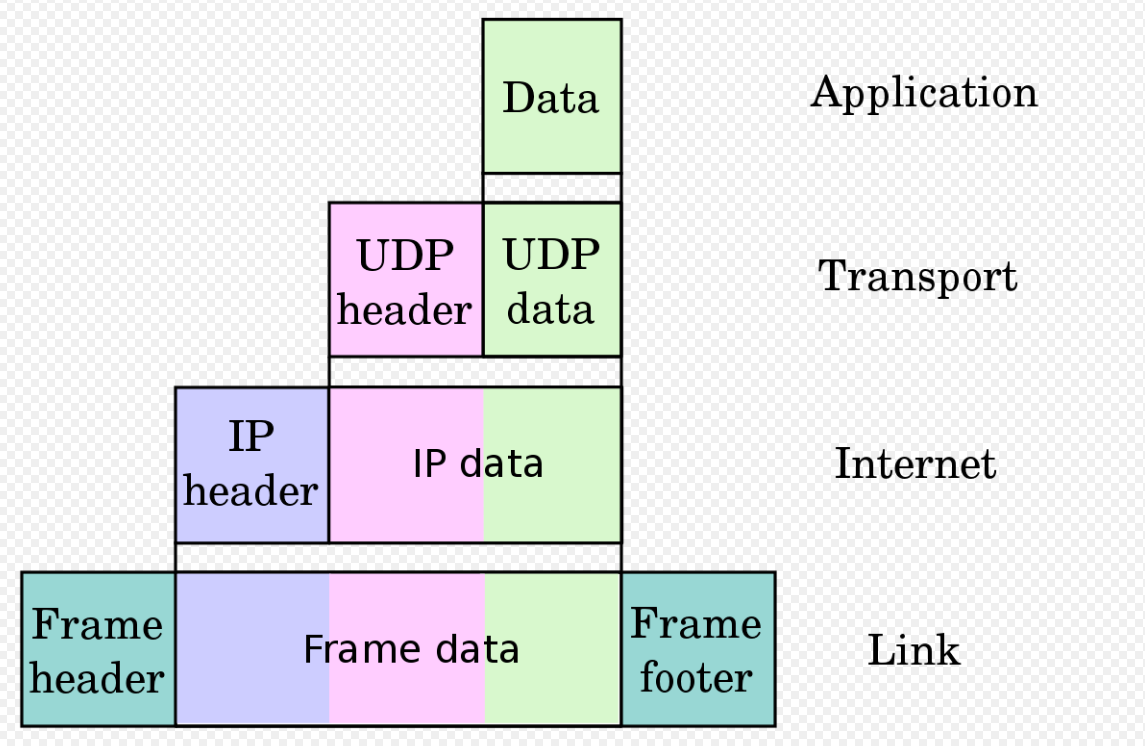 Data
Application
UDP
header
UDP
data
Transport
IP
header
IP data
Internet
Frame
header
Frame data
Frame
footer
Link